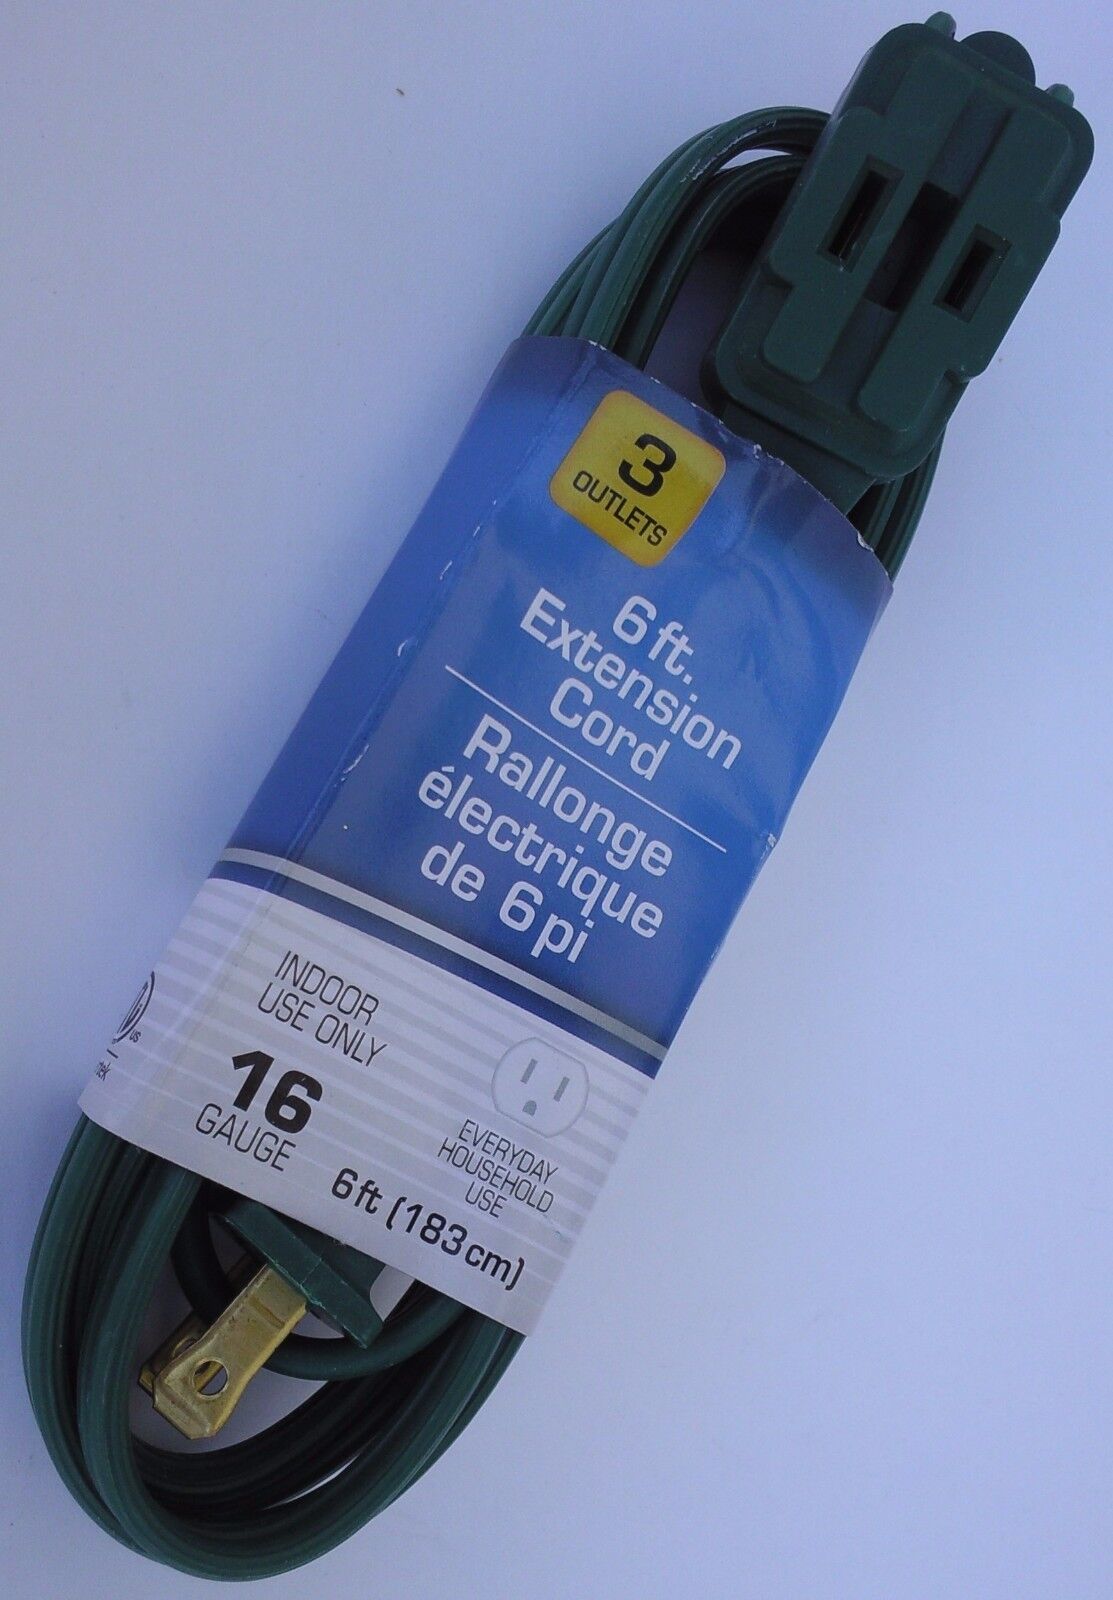 3
OUTLETS
6 ft.
Extension
Cord
Rallonge
électrique
de 6 pi
INDOOR
USE ONLY
16
GAUGE
6 ft (183 cm)
EVERYDAY
HOUSEHOLD
USE
US